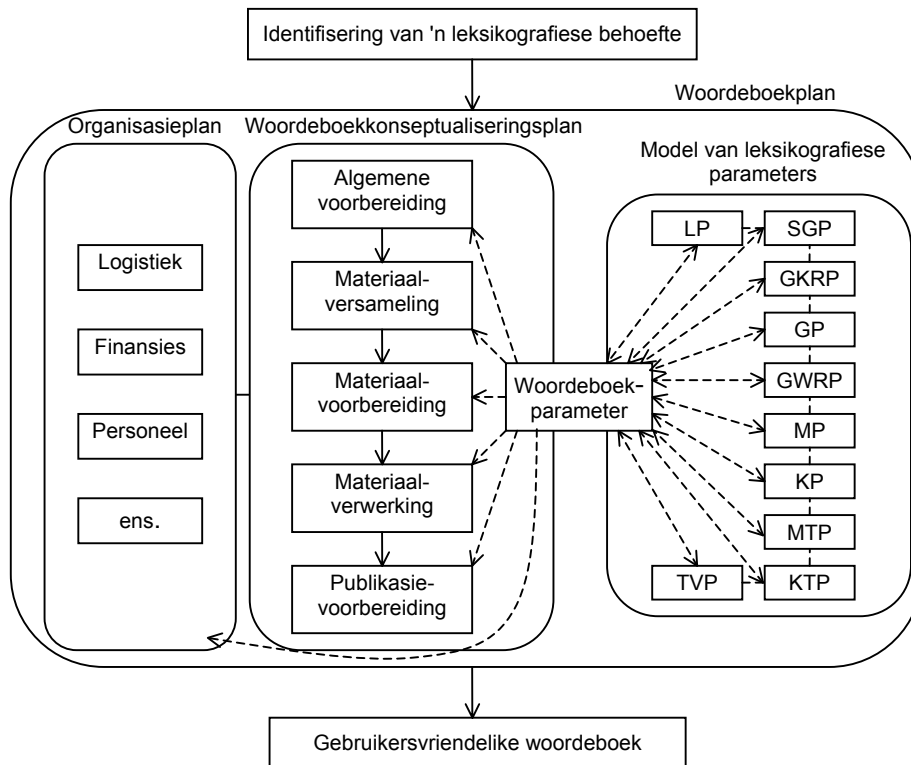 Identifisering van 'n leksikografiese behoefte
Woordeboekplan
Organisasieplan
Woordeboekkonseptualiseringsplan
Model van leksikografiese
parameters
Logistiek
Finansies
Personeel
ens.
Algemene
voorbereiding
Materiaal-
versameling
Materiaal-
voorbereiding
Materiaal-
verwerking
Publikasie-
voorbereiding
Woordeboek-
parameter
LP
SGP
GKRP
GP
GWRP
MP
KP
MTP
TVP
KTP
Gebruikersvriendelike woordeboek